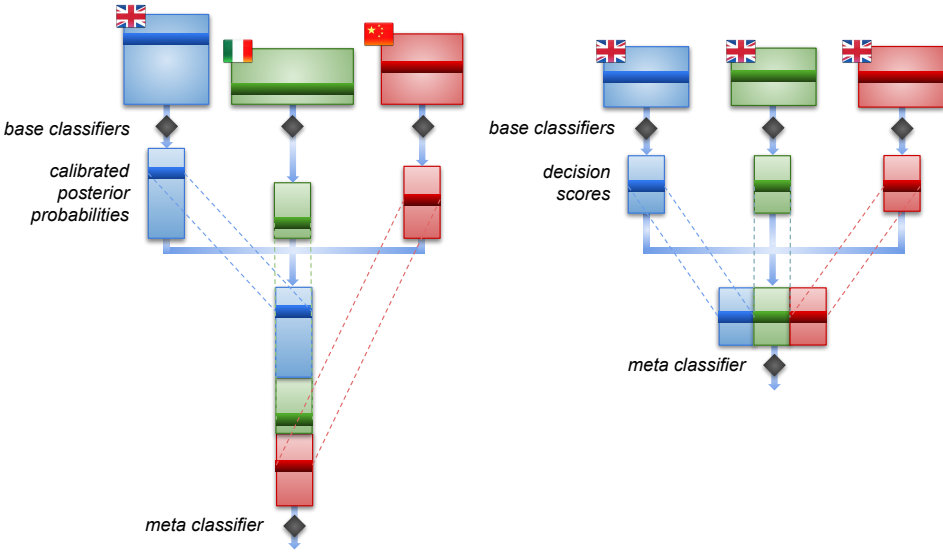 base classifiers
calibrated
posterior
probabilities
meta classifier
base classifiers
decision
scores
meta classifier